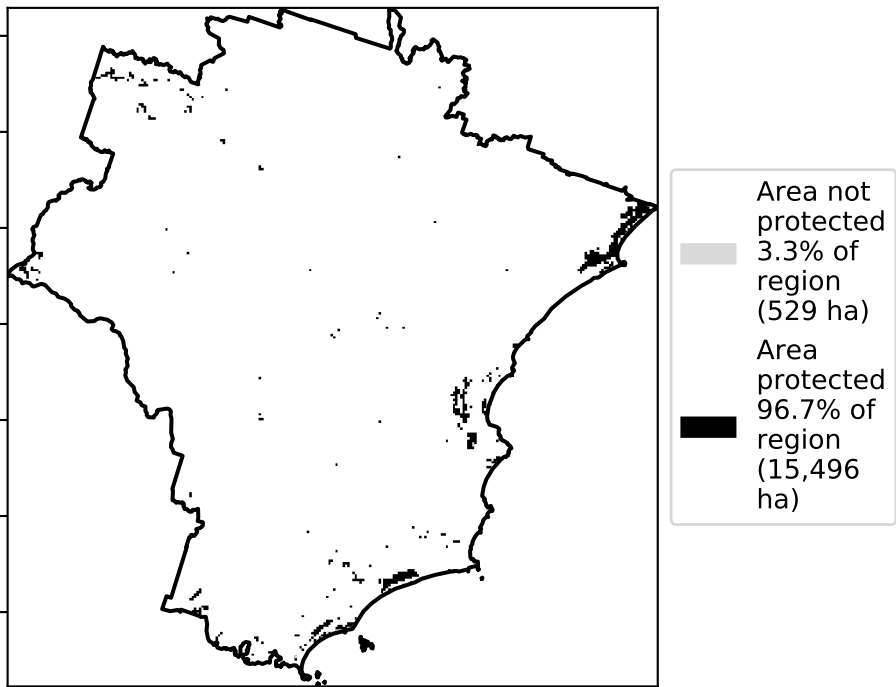 Area not
protected
3.3% of
region
(529 ha)
Area
protected
96.7% of
region
(15,496
ha)